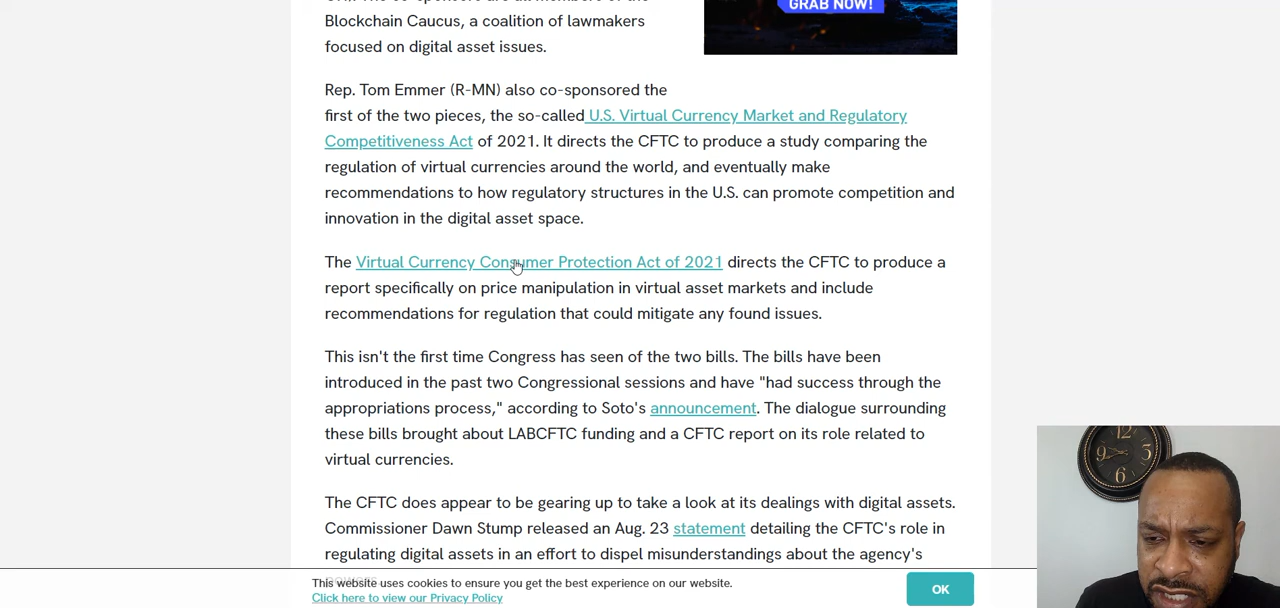 GRAB NOW!
Blockchain Caucus, a coalition of lawmakers
focused on digital asset issues.
Rep. Tom Emmer (R-MN) also co-sponsored the
first of the two pieces, the so-called U.S. Virtual Currency Market and Regulatory
Competitiveness Act of 2021. It directs the CFTC to produce a study comparing the
regulation of virtual currencies around the world, and eventually make
recommendations to how regulatory structures in the U.S. can promote competition and
innovation in the digital asset space.
The Virtual Currency Consumer Protection Act of 2021 directs the CFTC to produce a
report specifically on price manipulation in virtual asset markets and include
recommendations for regulation that could mitigate any found issues.
This isn't the first time Congress has seen of the two bills. The bills have been
introduced in the past two Congressional sessions and have "had success through the
appropriations process," according to Soto's announcement. The dialogue surrounding
these bills brought about LABCFTC funding and a CFTC report on its role related to
virtual currencies.
The CFTC does appear to be gearing up to take a look at its dealings with digital assets.
Commissioner Dawn Stump released an Aug. 23 statement detailing the CFTC's role in
regulating digital assets in an effort to dispel misunderstandings about the agency's
This website uses cookies to ensure you get the best experience on our website.
Click here to view our Privacy Policy
OK
12
9
3
6